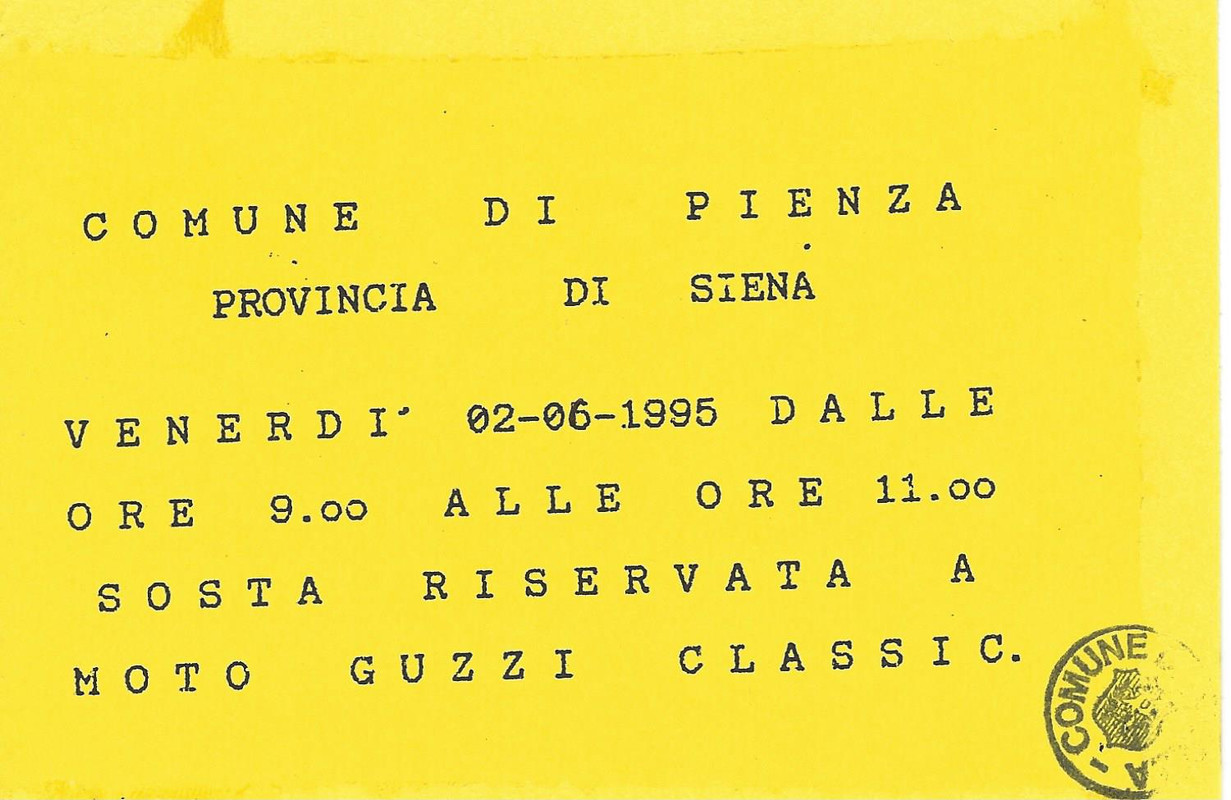 COMUNE DI PIENZA
PROVINCIA DI SIENA
VENERDI' 02-06-1995 DALLE
ORE 9.oo ALLE ORE 11.oo
SOSTA RISERVATA A
MOTO GUZZI CLASSIC.
COMUNE